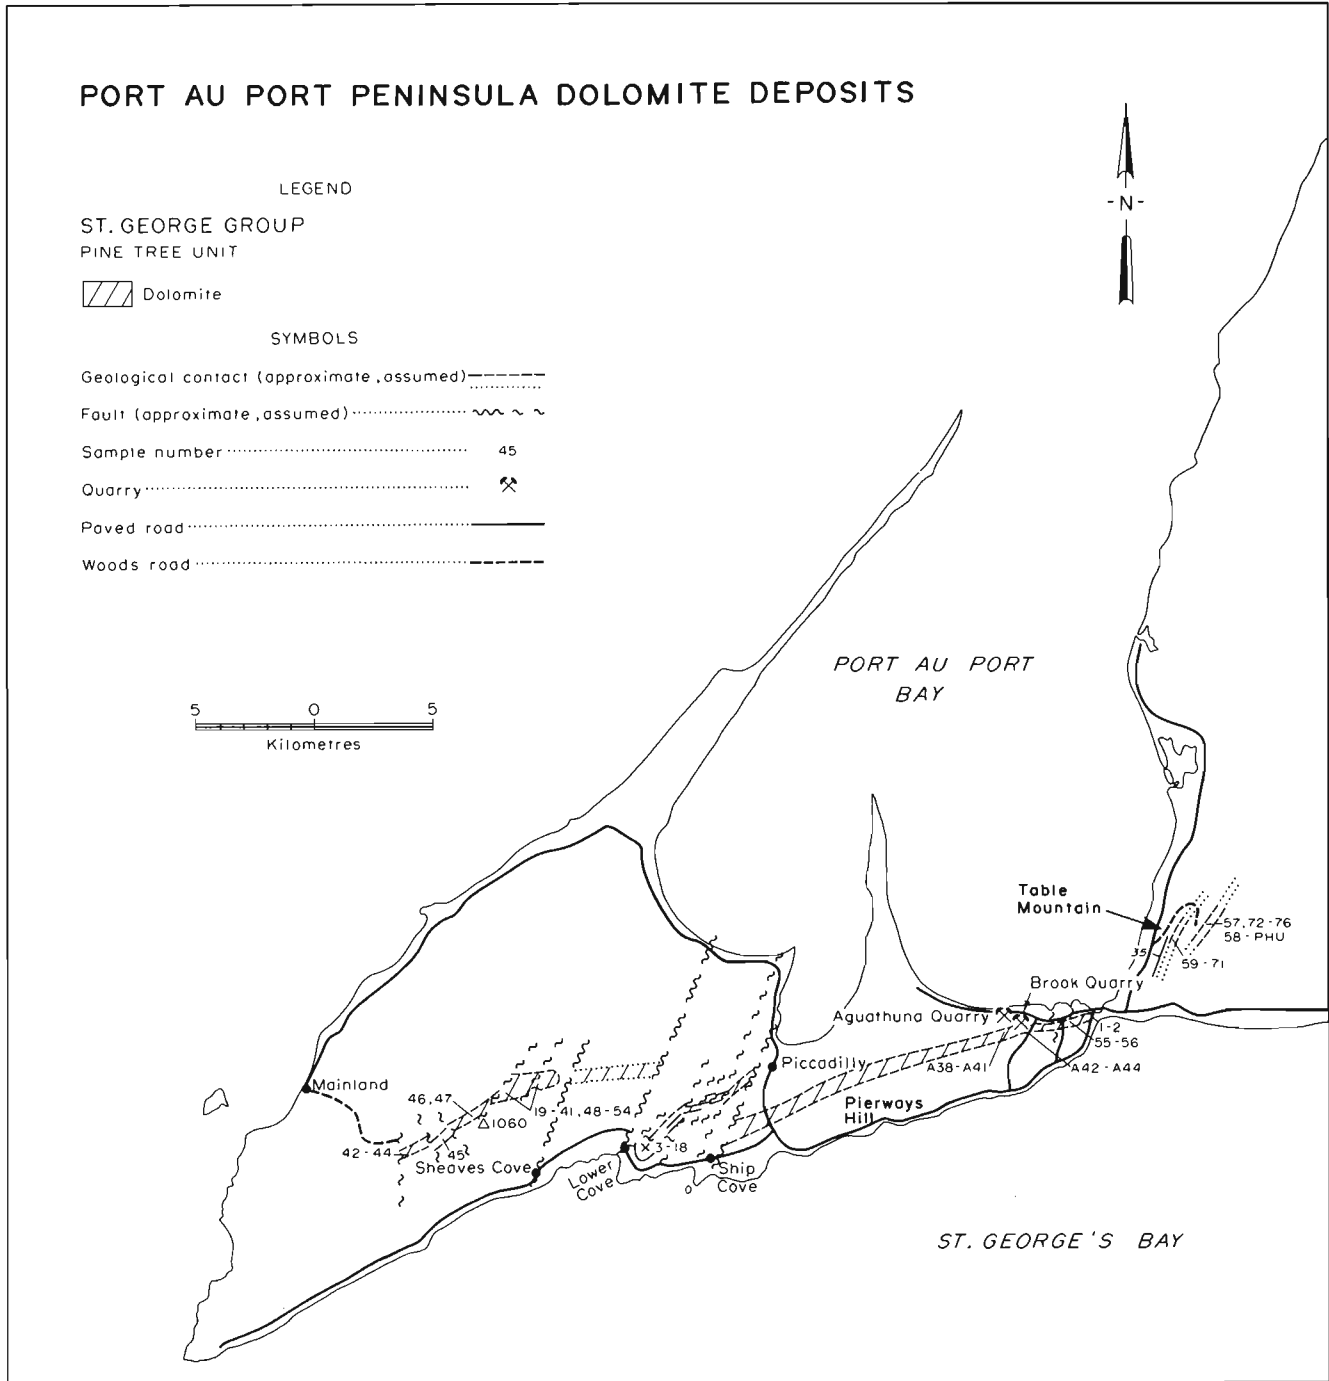 PORT AU PORT PENINSULA DOLOMITE DEPOSITS
LEGEND
ST. GEORGE GROUP
PINE TREE UNIT
Dolomite
SYMBOLS
Geological contact (approximate, assumed)
Fault (approximate, assumed)
Sample number 45
Quarry
Paved road
Woods road
-N-
5 0 5
Kilometres
PORT AU PORT
BAY
Table
Mountain
57, 72-76
58-PHU
35
59-71
Brook Quarry
Aguathuna Quarry
1-2
55-56
A38-A41
A42-A44
Piccadilly
Pierways
Hill
Mainland
46,47
19-41, 48-54
△1060
42-44
45
3-18
Sheaves Cove
Lower
Cove
Ship
Cove
ST. GEORGE'S BAY